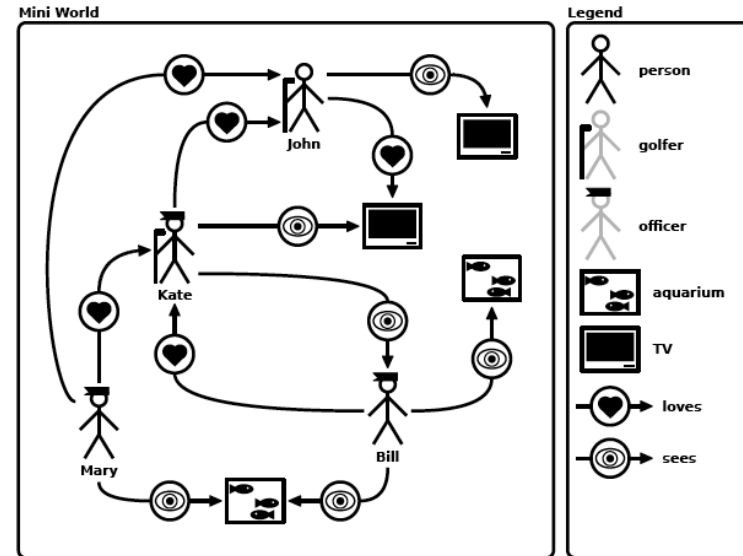 Mini World
Legend
person
John
golfer
officer
Kate
aquarium
TV
loves
Bill
sees
Mary